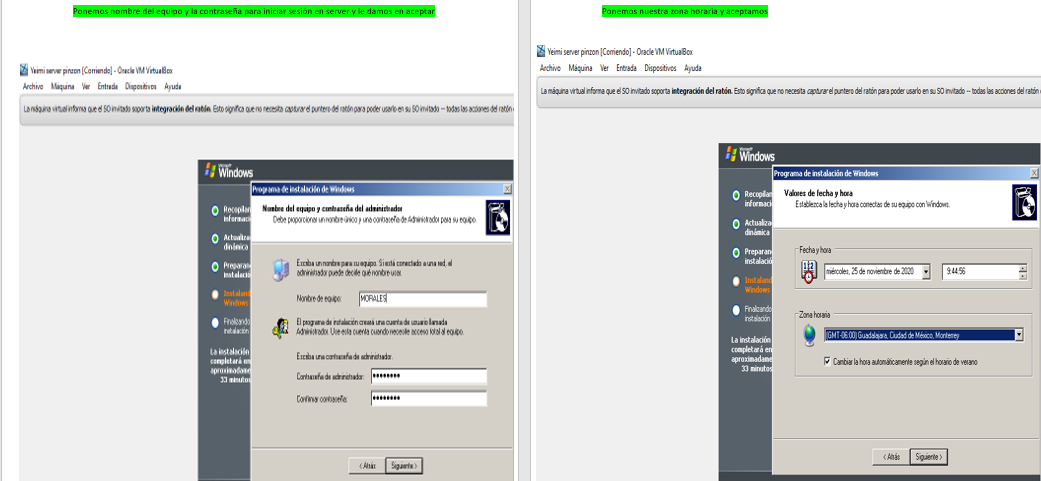 Ponemos nombre del equipo y la contraseña para iniciar sesión en server y le damos en aceptar
Yeimi server pinzon [Corriendo] - Oracle VM VirtualBox
Archivo Máquina Ver Entrada Dispositivos Ayuda
La máquina virtual informa que el SO invitado soporta integración del ratón. Esto significa que no necesita capturar el puntero del ratón para poder usarlo en su SO invitado -- todas las acciones del ratón
Microsoft
Windows
Programa de instalación de Windows
Nombre del equipo y contraseña del administrador
Debe proporcionar un nombre único y una contraseña de Administrador para su equipo.
Recopilan
informaci
Actualiza
dinámica
Preparan
instalació
Instaland
Windows
Finalizando
instalación
La instalación
completará en
aproximadame
33 minutos
Escriba un nombre para su equipo. Si está conectado a una red, el
administrador puede decirle qué nombre usar.
Nombre de equipo: MORALES
El programa de instalación creará una cuenta de usuario llamada
Administrador. Use esta cuenta cuando necesite acceso total al equipo.
Escriba una contraseña de administrador.
Contraseña de administrador: ••••••••
Confirmar contraseña: ••••••••
< Atrás Siguiente >
Ponemos nuestra zona horaria y aceptamos
Yeimi server pinzon [Corriendo] - Oracle VM VirtualBox
Archivo Máquina Ver Entrada Dispositivos Ayuda
La máquina virtual informa que el SO invitado soporta integración del ratón. Esto significa que no necesita capturar el puntero del ratón para poder usarlo en su SO invitado -- todas las acciones del ratón
Microsoft
Windows
Programa de instalación de Windows
Valores de fecha y hora
Establezca la fecha y hora correctas de su equipo con Windows.
Recopilan
informaci
Actualiza
dinámica
Preparan
instalació
Instaland
Windows
Finalizando
instalación
La instalación
completará en
aproximadame
33 minutos
Fecha y hora
miércoles, 25 de noviembre de 2020 9:44:56
Zona horaria
(GMT-06:00) Guadalajara, Ciudad de México, Monterrey
Cambiar la hora automáticamente según el horario de verano
< Atrás Siguiente >